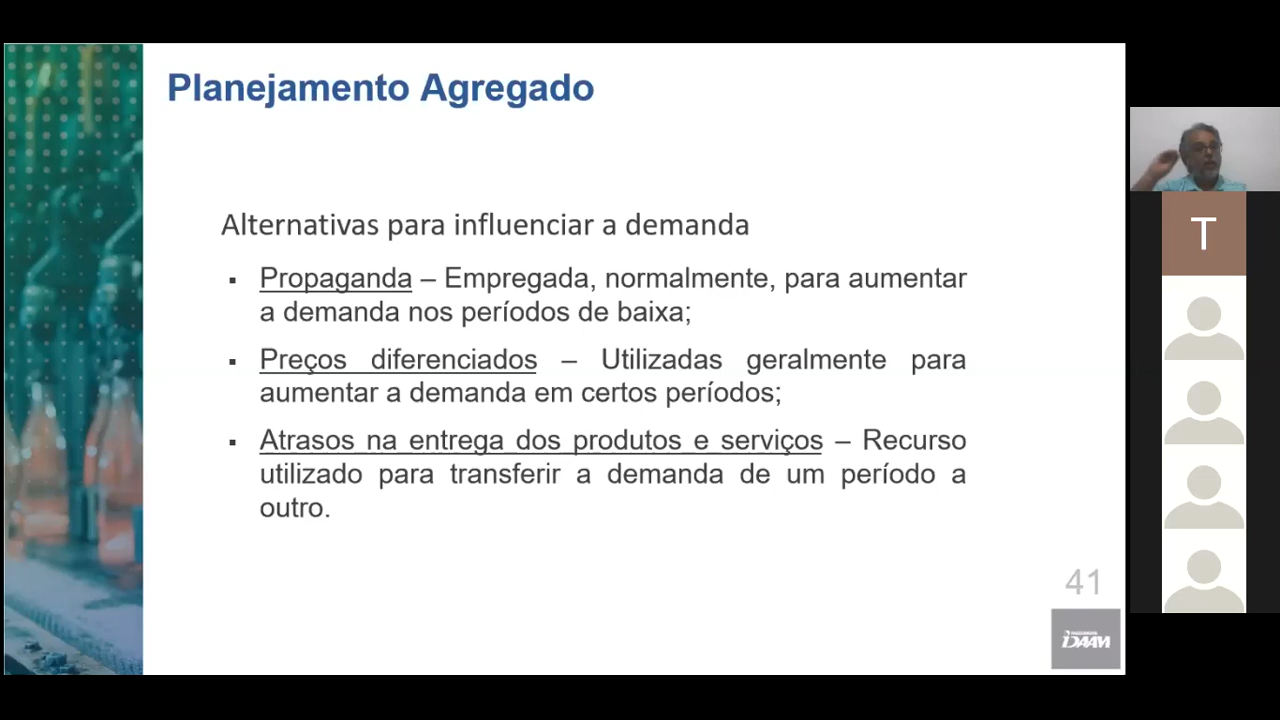 Planejamento Agregado
Alternativas para influenciar a demanda
▪ Propaganda – Empregada, normalmente, para aumentar
a demanda nos períodos de baixa;
▪ Preços diferenciados – Utilizadas geralmente para
aumentar a demanda em certos períodos;
▪ Atrasos na entrega dos produtos e serviços – Recurso
utilizado para transferir a demanda de um período a
outro.
41
IDAAM
T